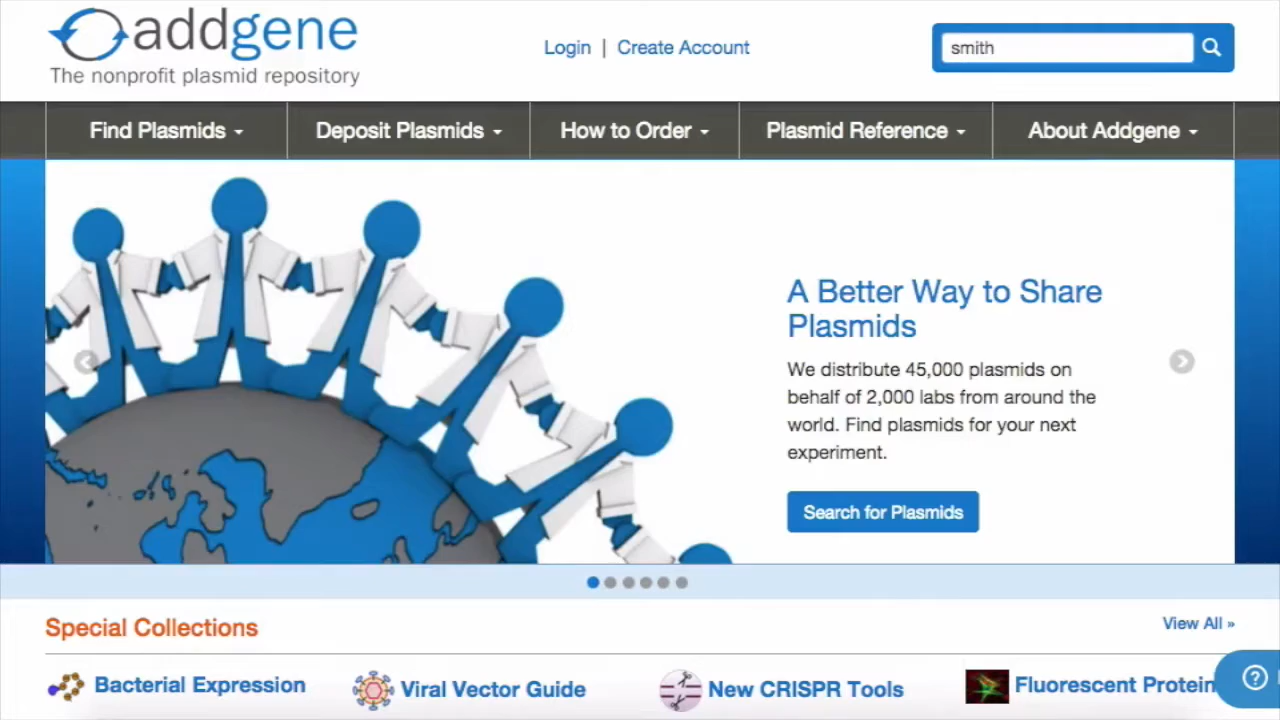 addgene
The nonprofit plasmid repository
Login | Create Account
smith
Find Plasmids
Deposit Plasmids
How to Order
Plasmid Reference
About Addgene
A Better Way to Share
Plasmids
We distribute 45,000 plasmids on
behalf of 2,000 labs from around the
world. Find plasmids for your next
experiment.
Search for Plasmids
Special Collections
View All »
Bacterial Expression
Viral Vector Guide
New CRISPR Tools
Fluorescent Protein
?